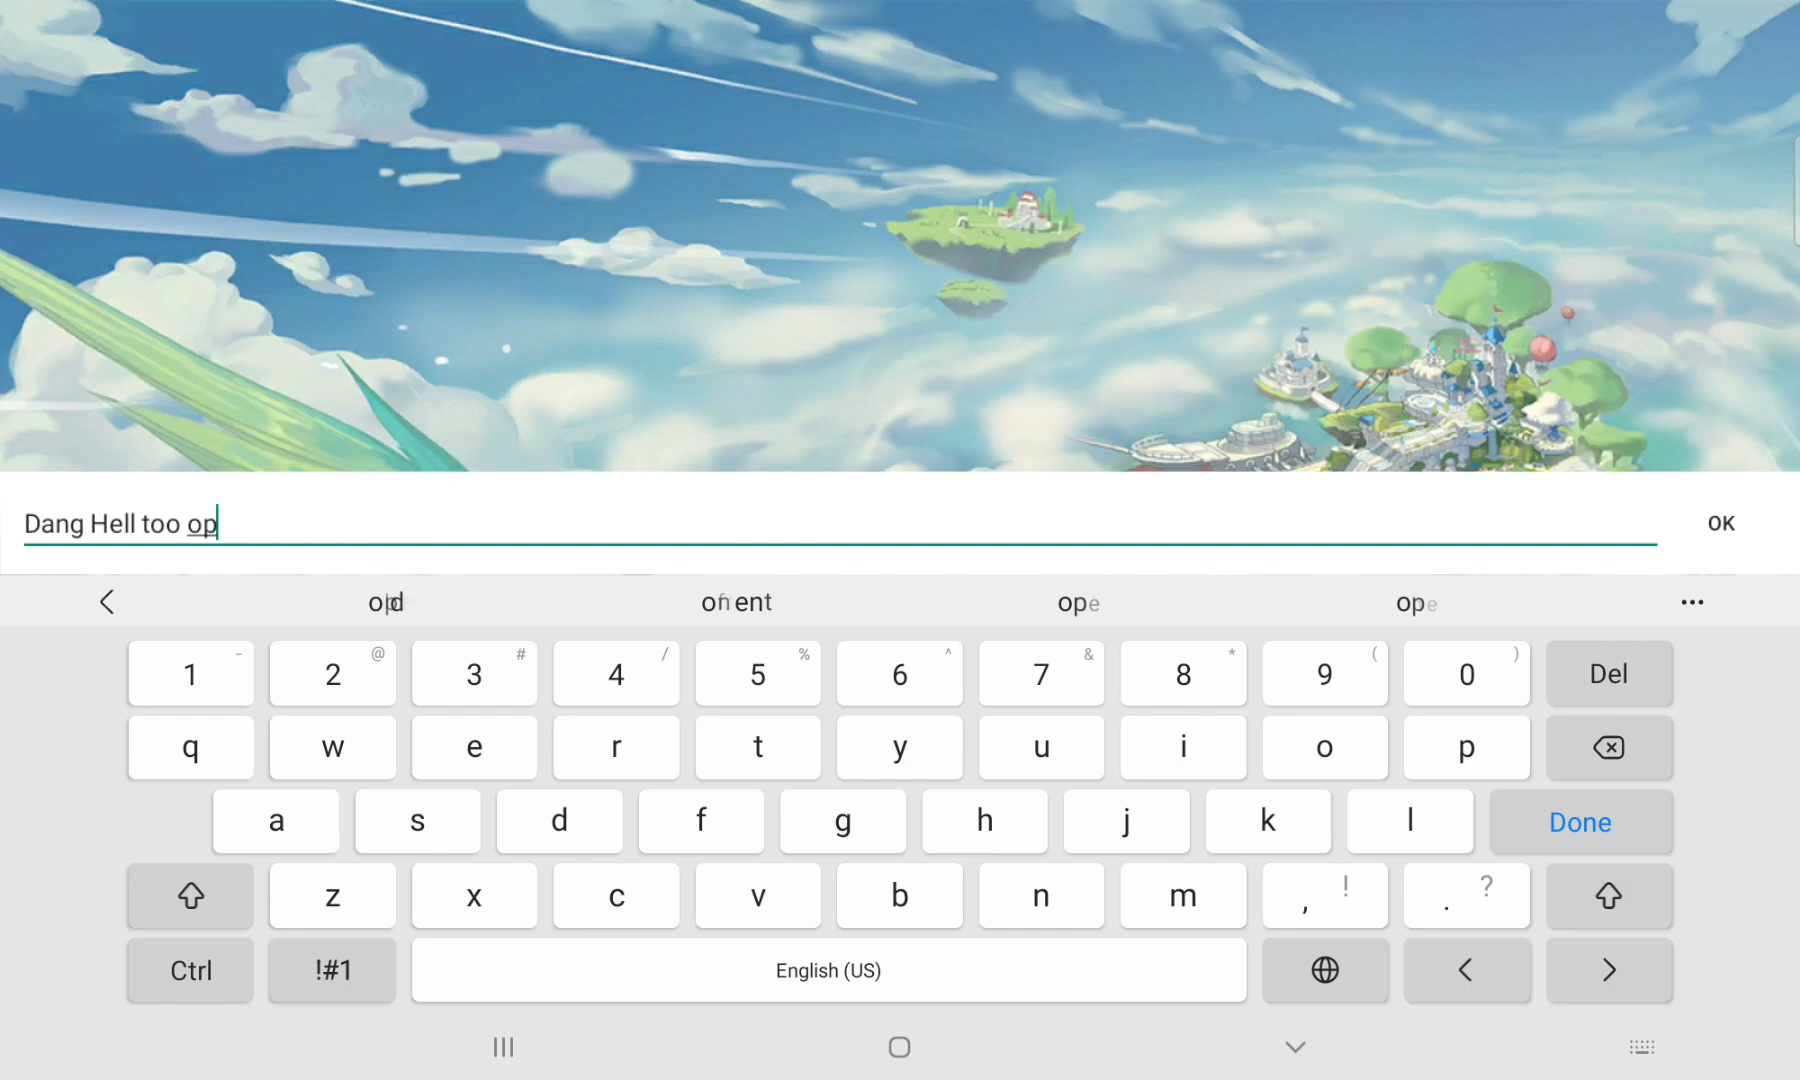 Dang Hell too op
OK
1 - 2 @ 3 # 4 / 5 % 6 ^ 7 & 8 * 9 ( 0 ) Del
q w e r t y u i o p
a s d f g h j k l Done
z x c v b n m , ! . ?
Ctrl !#1 English (US) < >